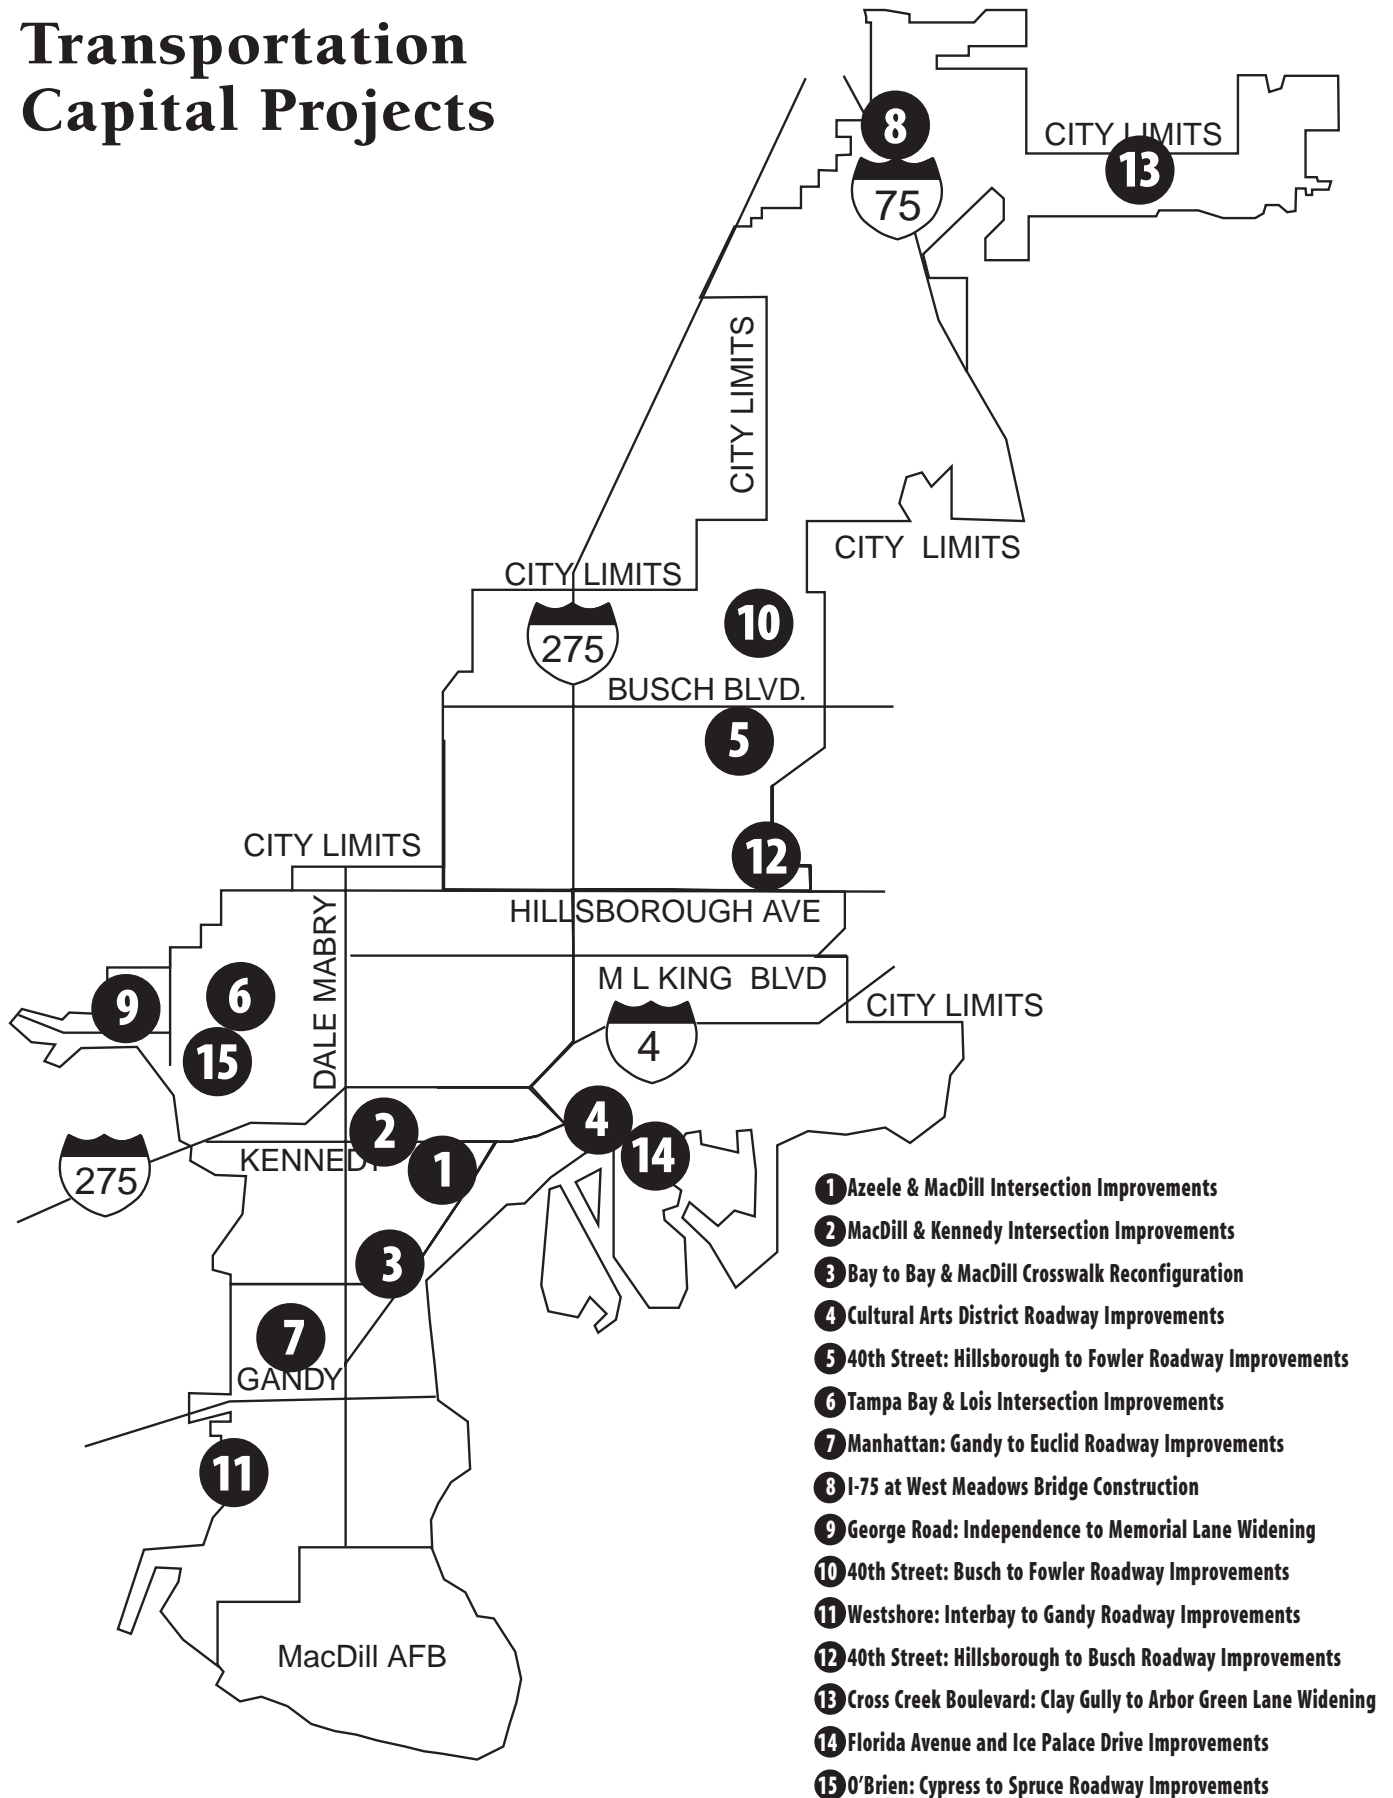 Transportation
Capital Projects
8
75
CITY LIMITS
13
CITY LIMITS
CITY LIMITS
CITY LIMITS
275
10
BUSCH BLVD.
5
CITY LIMITS
12
HILLSBOROUGH AVE
DALE MABRY
M L KING BLVD
9
6
CITY LIMITS
15
4
2
4
14
KENNEDY
1
275
3
7
GANDY
11
MacDill AFB
1 Azeele & MacDill Intersection Improvements
2 MacDill & Kennedy Intersection Improvements
3 Bay to Bay & MacDill Crosswalk Reconfiguration
4 Cultural Arts District Roadway Improvements
5 40th Street: Hillsborough to Fowler Roadway Improvements
6 Tampa Bay & Lois Intersection Improvements
7 Manhattan: Gandy to Euclid Roadway Improvements
8 I-75 at West Meadows Bridge Construction
9 George Road: Independence to Memorial Lane Widening
10 40th Street: Busch to Fowler Roadway Improvements
11 Westshore: Interbay to Gandy Roadway Improvements
12 40th Street: Hillsborough to Busch Roadway Improvements
13 Cross Creek Boulevard: Clay Gully to Arbor Green Lane Widening
14 Florida Avenue and Ice Palace Drive Improvements
15 O'Brien: Cypress to Spruce Roadway Improvements